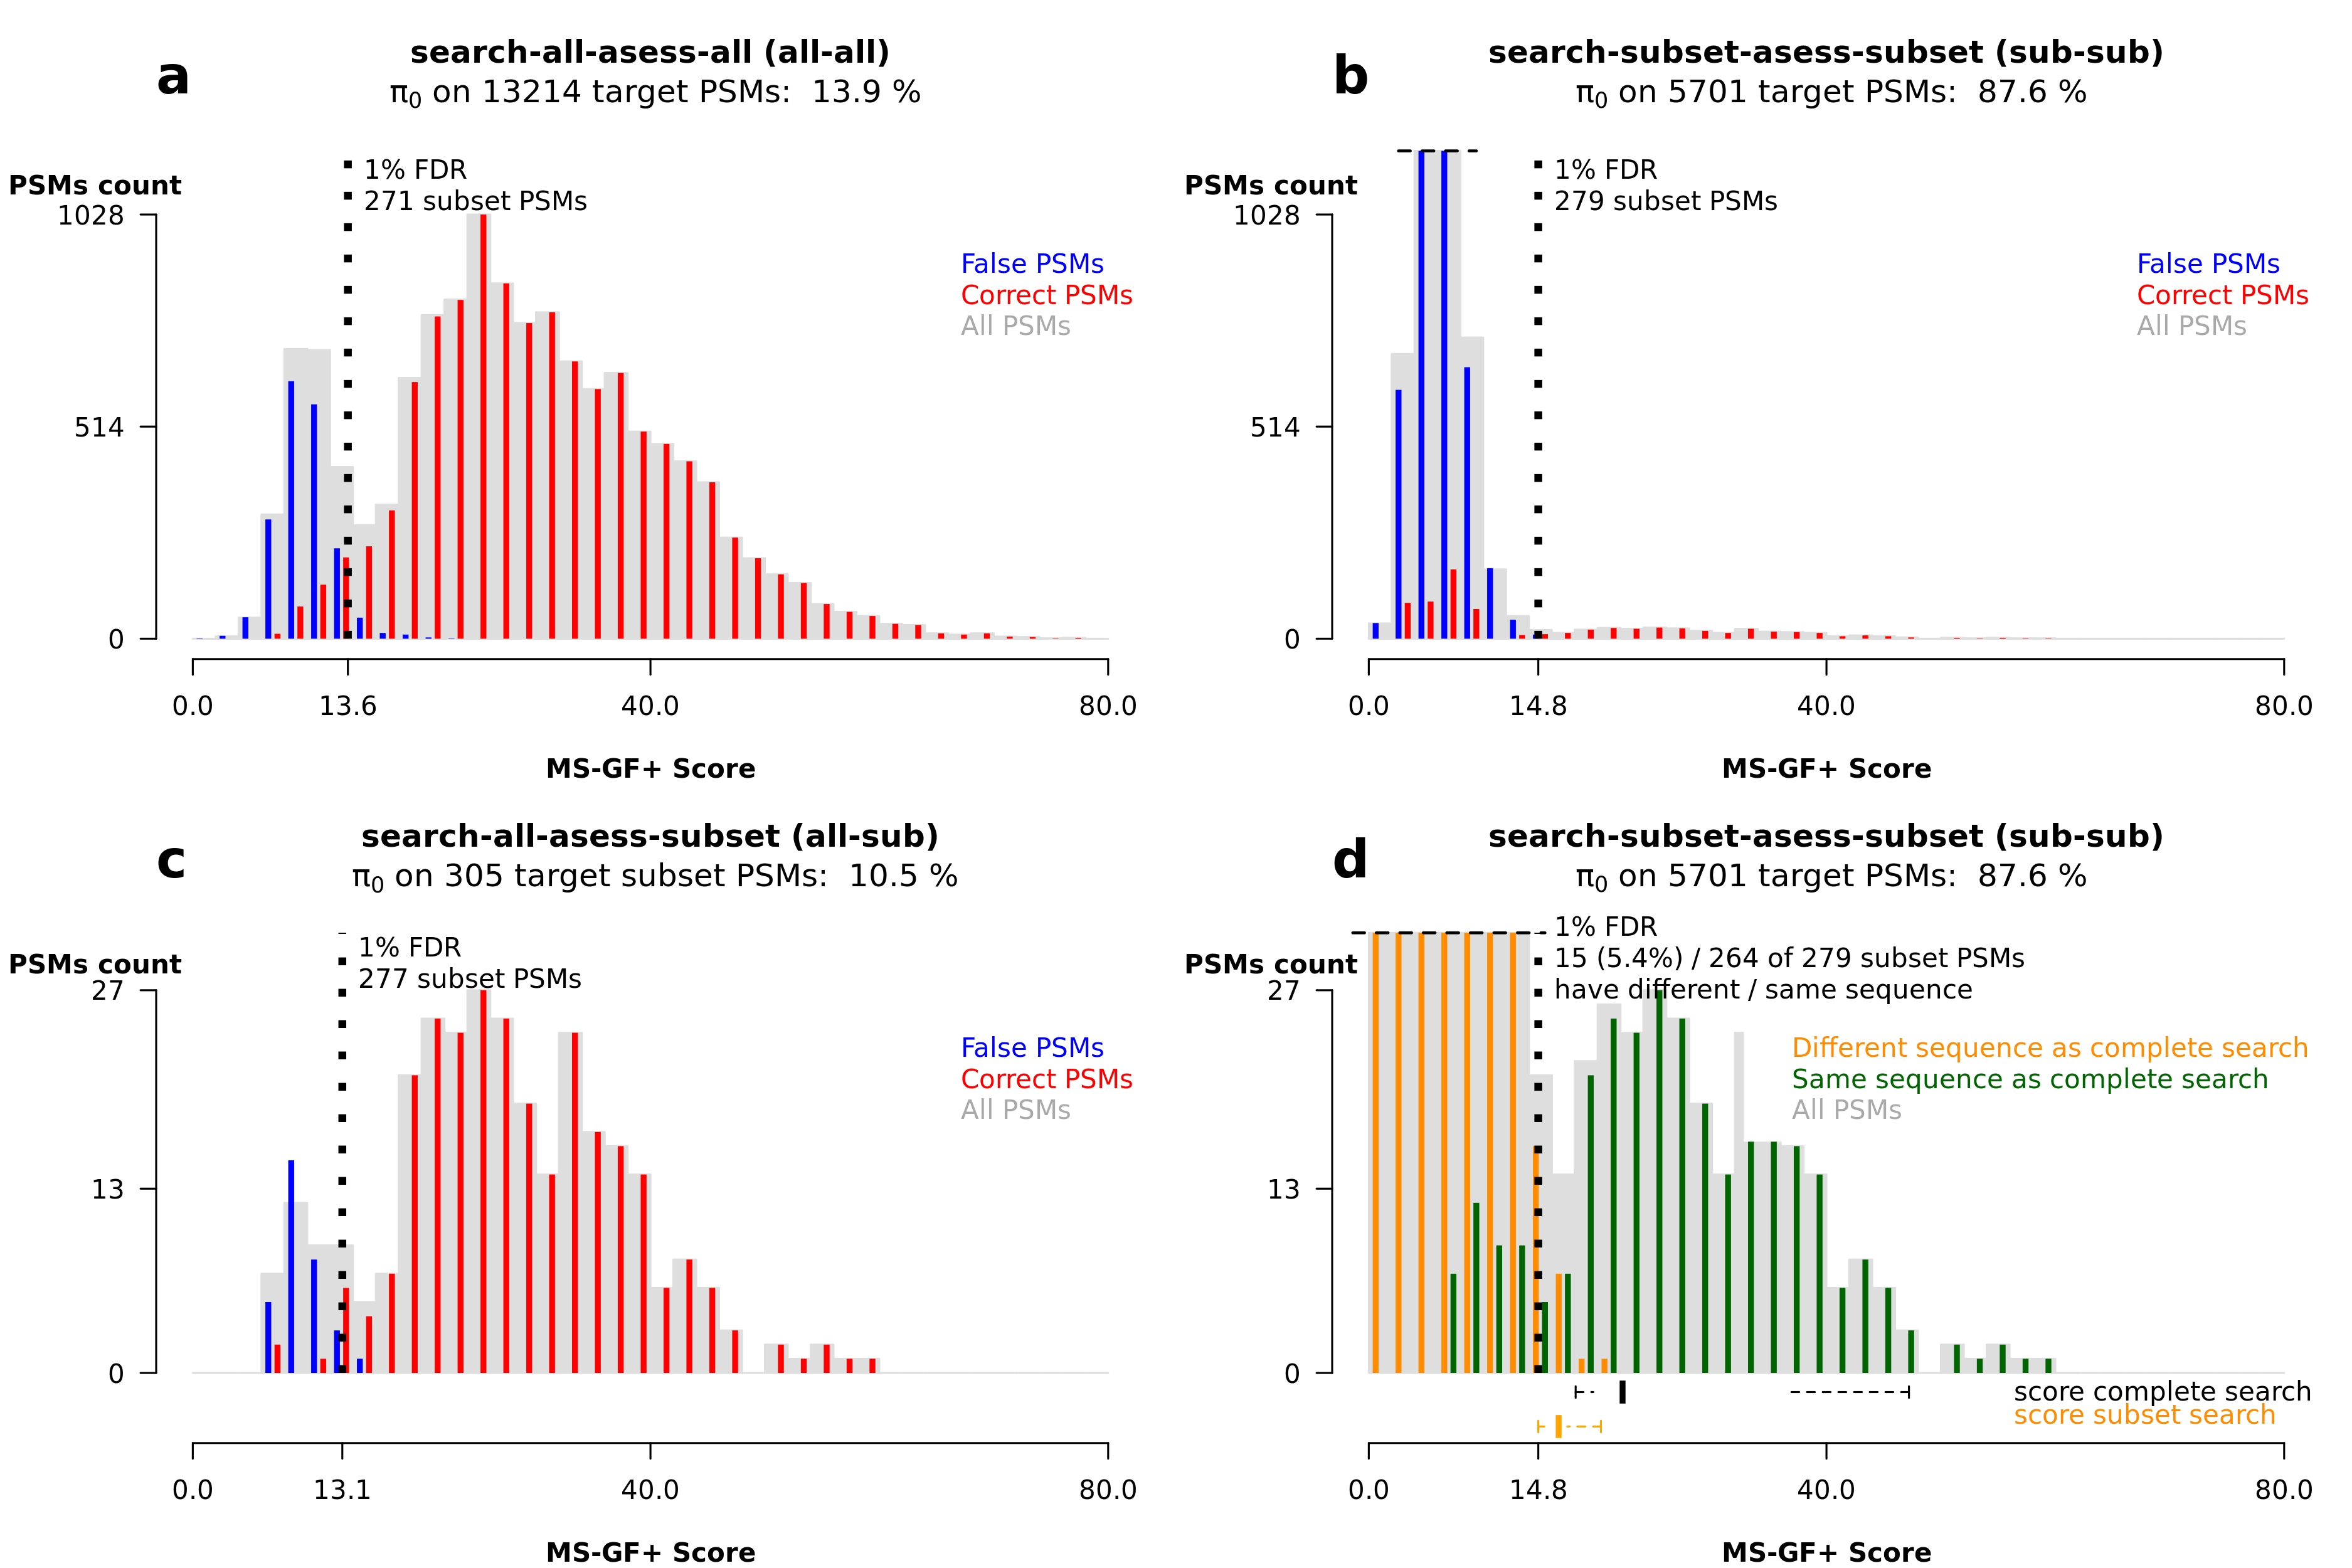 a
search-all-asess-all (all-all)
π0 on 13214 target PSMs: 13.9 %
PSMs count
1028
514
0
1% FDR
271 subset PSMs
False PSMs
Correct PSMs
All PSMs
0.0
13.6
40.0
80.0
MS-GF+ Score
b
search-subset-asess-subset (sub-sub)
π0 on 5701 target PSMs: 87.6 %
PSMs count
1028
514
0
1% FDR
279 subset PSMs
False PSMs
Correct PSMs
All PSMs
0.0
14.8
40.0
80.0
MS-GF+ Score
c
search-all-asess-subset (all-sub)
π0 on 305 target subset PSMs: 10.5 %
PSMs count
27
13
0
1% FDR
277 subset PSMs
False PSMs
Correct PSMs
All PSMs
0.0
13.1
40.0
80.0
MS-GF+ Score
d
search-subset-asess-subset (sub-sub)
π0 on 5701 target PSMs: 87.6 %
PSMs count
27
13
0
1% FDR
15 (5.4%) / 264 of 279 subset PSMs
have different / same sequence
Different sequence as complete search
Same sequence as complete search
All PSMs
score complete search
score subset search
0.0
14.8
40.0
80.0
MS-GF+ Score